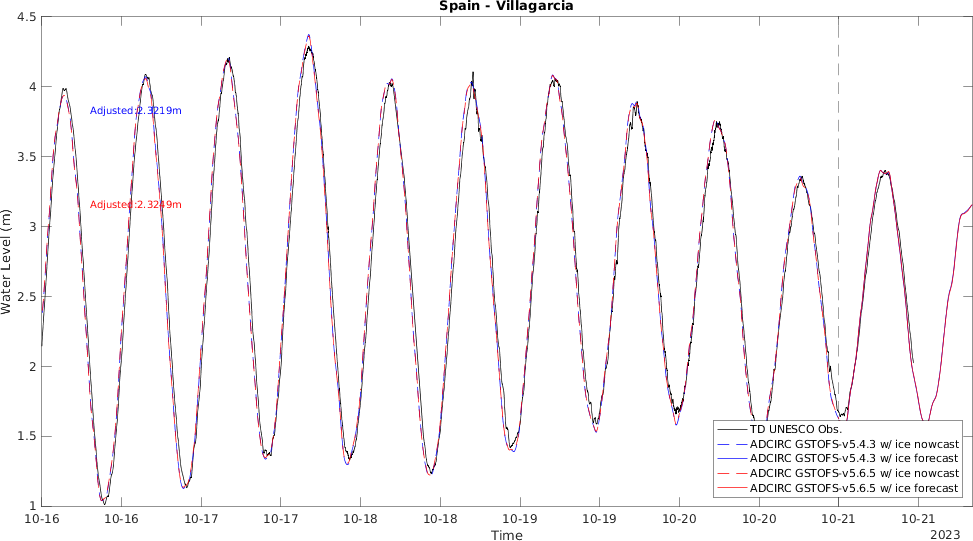 Spain - Villagarcia
4.5
4
3.5
3
2.5
2
1.5
1
Water Level (m)
Adjusted:2.3219m
Adjusted:2.3249m
TD UNESCO Obs.
ADCIRC GSTOFS-v5.4.3 w/ ice nowcast
ADCIRC GSTOFS-v5.4.3 w/ ice forecast
ADCIRC GSTOFS-v5.6.5 w/ ice nowcast
ADCIRC GSTOFS-v5.6.5 w/ ice forecast
10-16 10-16 10-17 10-17 10-18 10-18 10-19 10-19 10-20 10-20 10-21 10-21
Time
2023